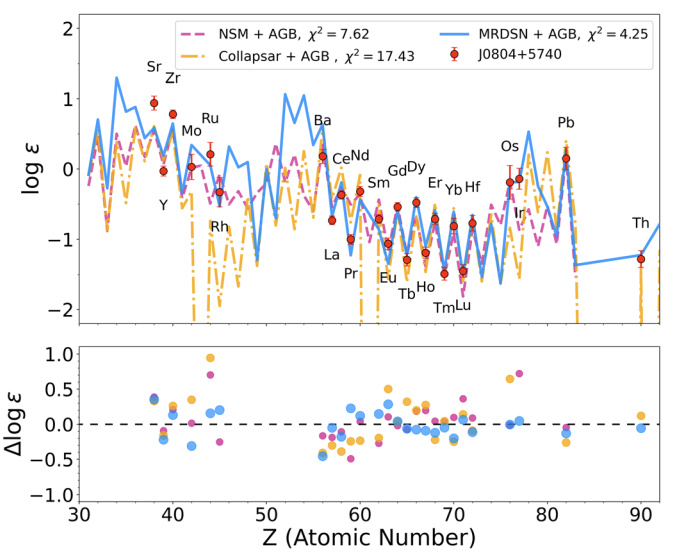 NSM + AGB, χ² = 7.62
Collapsar + AGB , χ² = 17.43
MRDSN + AGB, χ² = 4.25
J0804+5740
2
1
0
−1
−2
log ε
Sr
Zr
Y
Mo
Ru
Rh
Ba
La
Ce
Nd
Pr
Sm
Eu
Gd
Dy
Tb
Ho
Er
Tm
Yb
Lu
Hf
Os
Ir
Pb
Th
1.0
0.5
0.0
−0.5
−1.0
Δlog ε
30 40 50 60 70 80 90
Z (Atomic Number)